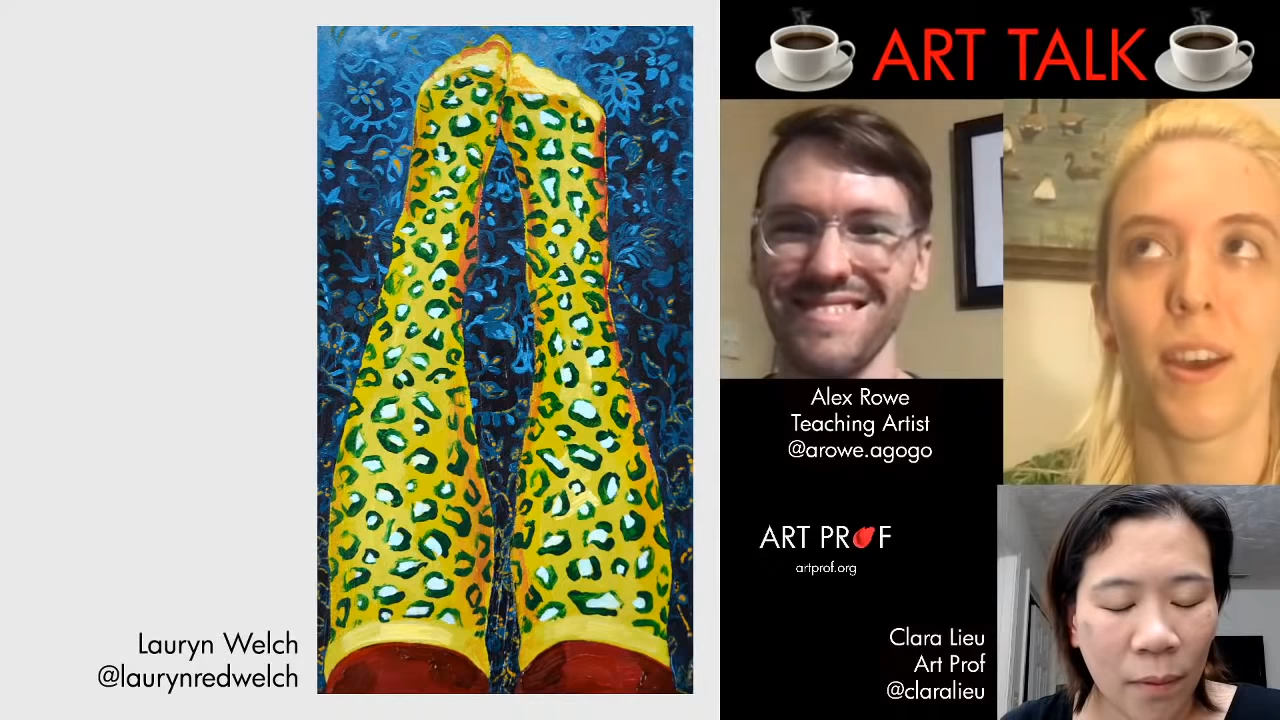 ART TALK
Lauryn Welch
@laurynredwelch
Alex Rowe
Teaching Artist
@arowe.agogo
ART PROF
artprof.org
Clara Lieu
Art Prof
@claralieu